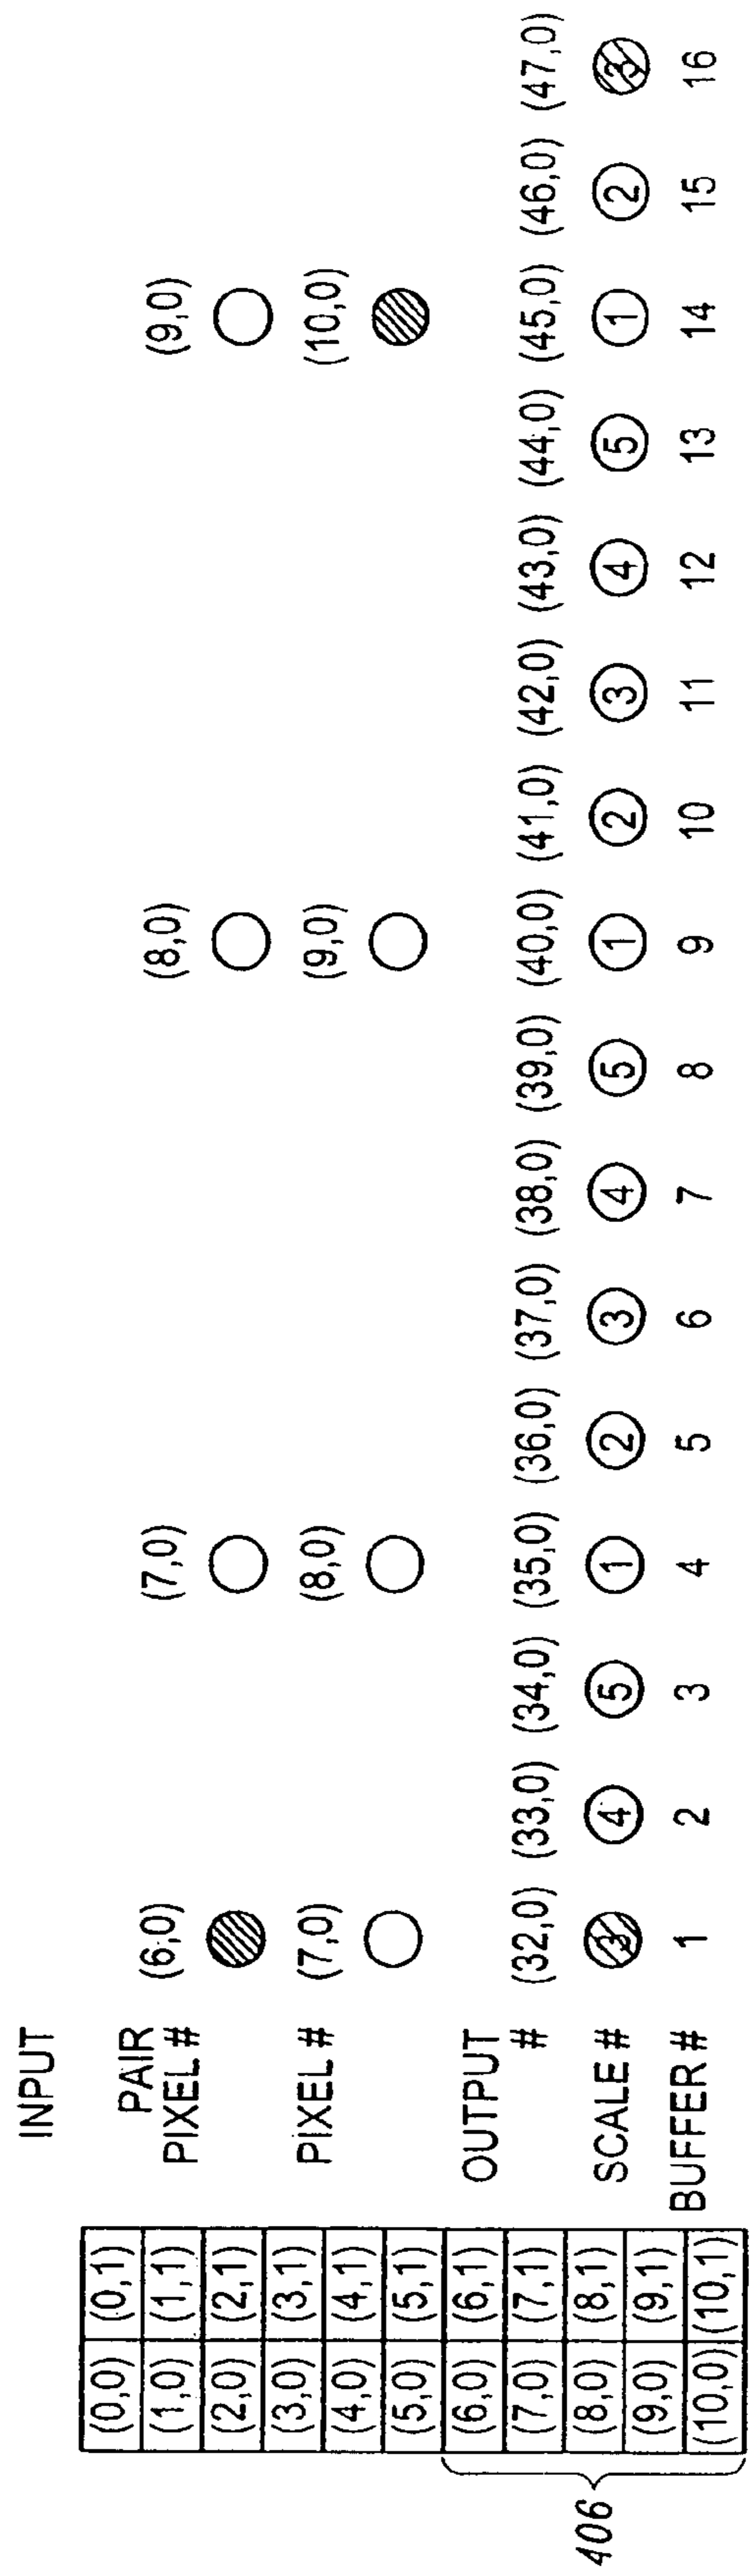 (0,0) (0,1)
(1,0) (1,1)
(2,0) (2,1)
(3,0) (3,1)
(4,0) (4,1)
(5,0) (5,1)
(6,0) (6,1)
(7,0) (7,1)
(8,0) (8,1)
(9,0) (9,1)
(10,0) (10,1)
406
INPUT
PAIR
PIXEL # (6,0) (7,0) (8,0) (9,0)
PIXEL # (7,0) (8,0) (9,0) (10,0)
OUTPUT
# (32,0) (33,0) (34,0) (35,0) (36,0) (37,0) (38,0) (39,0) (40,0) (41,0) (42,0) (43,0) (44,0) (45,0) (46,0) (47,0)
SCALE # 3 4 5 1 2 3 4 5 1 2 3 4 5 1 2 3
BUFFER # 1 2 3 4 5 6 7 8 9 10 11 12 13 14 15 16